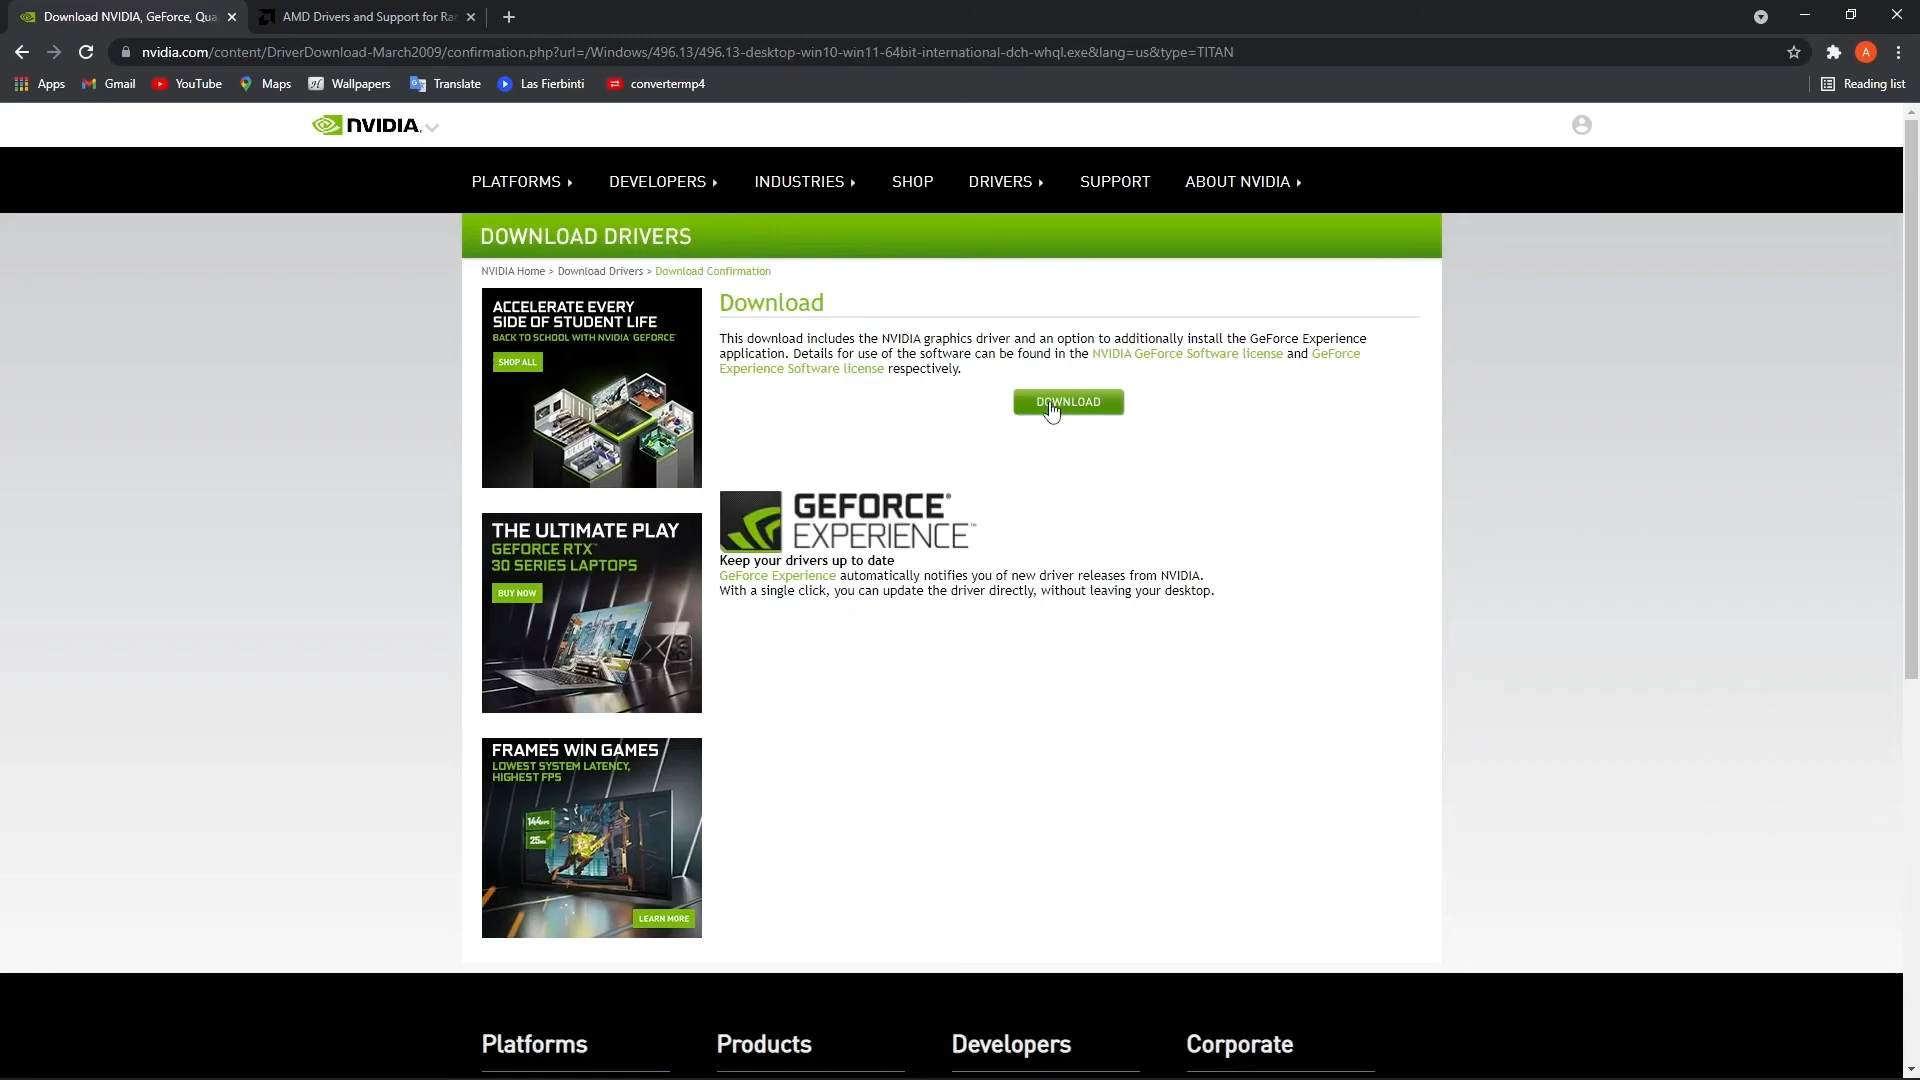 Download NVIDIA, GeForce, Qua
AMD Drivers and Support for Ra
nvidia.com/content/DriverDownload-March2009/confirmation.php?url=/Windows/496.13/496.13-desktop-win10-win11-64bit-international-dch-whql.exe&lang=us&type=TITAN
A
Apps
Gmail
YouTube
Maps
Wallpapers
Translate
Las Fierbinti
convertermp4
Reading list
NVIDIA.
PLATFORMS
DEVELOPERS
INDUSTRIES
SHOP
DRIVERS
SUPPORT
ABOUT NVIDIA
DOWNLOAD DRIVERS
NVIDIA Home > Download Drivers > Download Confirmation
ACCELERATE EVERY
SIDE OF STUDENT LIFE
BACK TO SCHOOL WITH NVIDIA® GEFORCE®
SHOP ALL
Download
This download includes the NVIDIA graphics driver and an option to additionally install the GeForce Experience
application. Details for use of the software can be found in the NVIDIA GeForce Software license and GeForce
Experience Software license respectively.
DOWNLOAD
GEFORCE®
EXPERIENCE™
Keep your drivers up to date
GeForce Experience automatically notifies you of new driver releases from NVIDIA.
With a single click, you can update the driver directly, without leaving your desktop.
THE ULTIMATE PLAY
GEFORCE RTX™
30 SERIES LAPTOPS
BUY NOW
FRAMES WIN GAMES
LOWEST SYSTEM LATENCY,
HIGHEST FPS
LEARN MORE
Platforms
Products
Developers
Corporate